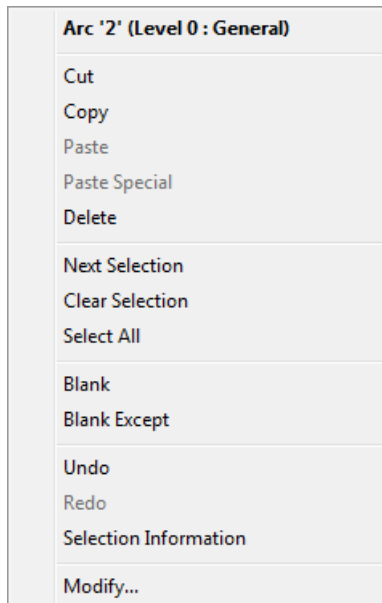 Arc '2' (Level 0 : General)
Cut
Copy
Paste
Paste Special
Delete
Next Selection
Clear Selection
Select All
Blank
Blank Except
Undo
Redo
Selection Information
Modify...